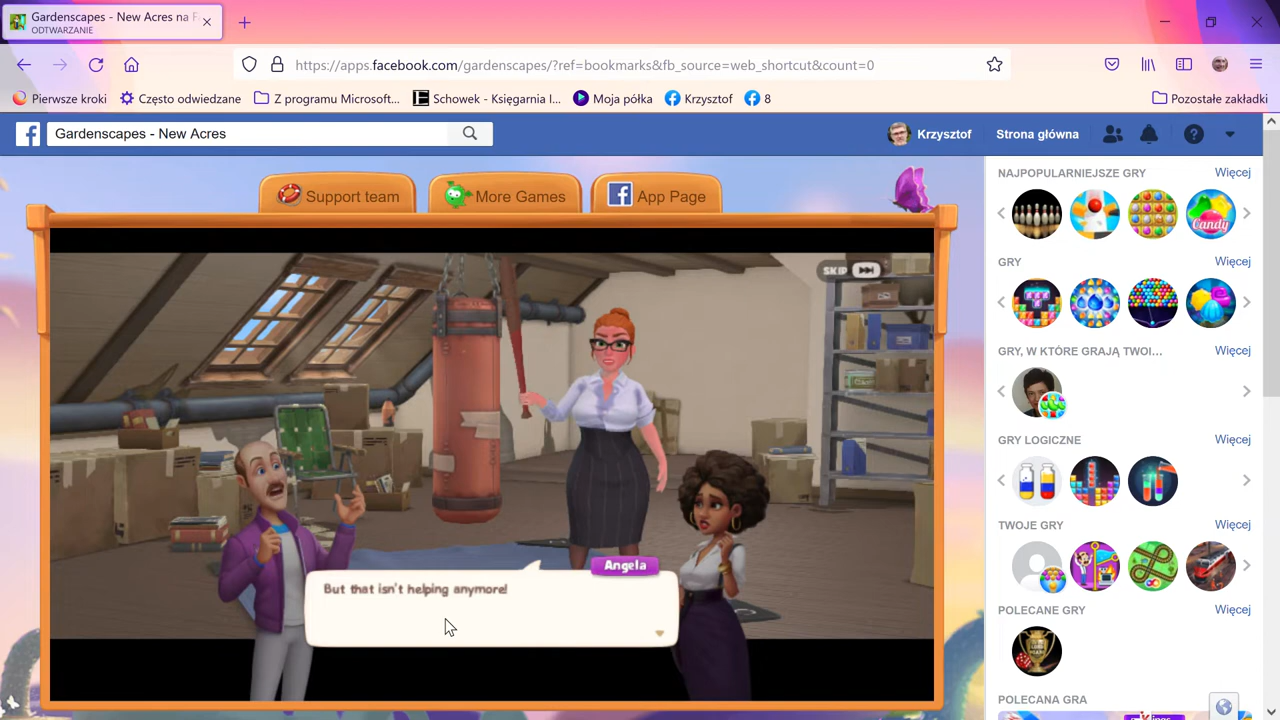 Gardenscapes - New Acres na F
ODTWARZANIE
https://apps.facebook.com/gardenscapes/?ref=bookmarks&fb_source=web_shortcut&count=0
Pierwsze kroki
Często odwiedzane
Z programu Microsoft...
Schowek - Księgarnia I...
Moja półka
Krzysztof
8
Pozostałe zakładki
Gardenscapes - New Acres
Krzysztof
Strona główna
Support team
More Games
App Page
SKIP
Angela
But that isn't helping anymore!
NAJPOPULARNIEJSZE GRY
Więcej
Candy
GRY
Więcej
GRY, W KTÓRE GRAJĄ TWOI...
Więcej
GRY LOGICZNE
Więcej
TWOJE GRY
Więcej
POLECANE GRY
Więcej
POLECANA GRA